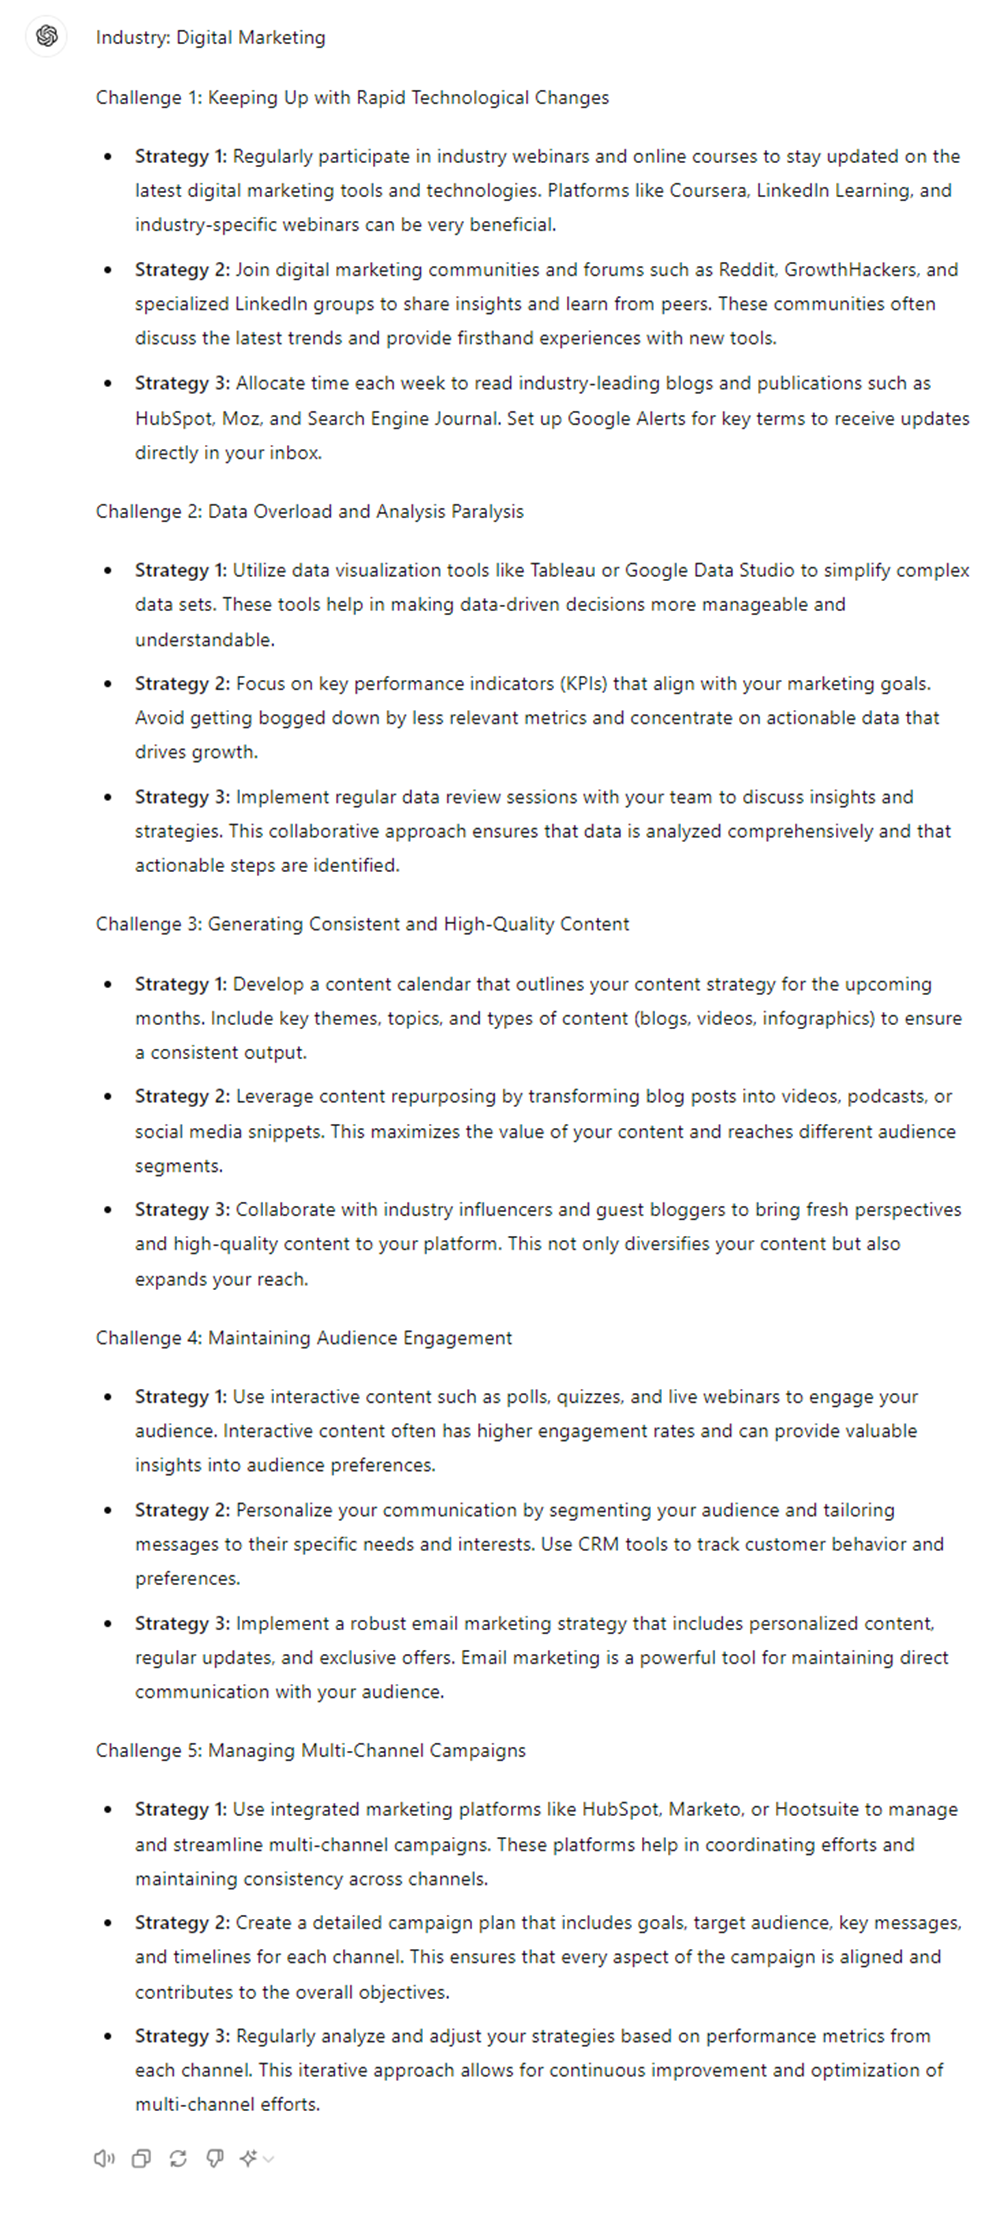 Industry: Digital Marketing
Challenge 1: Keeping Up with Rapid Technological Changes
• Strategy 1: Regularly participate in industry webinars and online courses to stay updated on the
latest digital marketing tools and technologies. Platforms like Coursera, LinkedIn Learning, and
industry-specific webinars can be very beneficial.
• Strategy 2: Join digital marketing communities and forums such as Reddit, GrowthHackers, and
specialized LinkedIn groups to share insights and learn from peers. These communities often
discuss the latest trends and provide firsthand experiences with new tools.
• Strategy 3: Allocate time each week to read industry-leading blogs and publications such as
HubSpot, Moz, and Search Engine Journal. Set up Google Alerts for key terms to receive updates
directly in your inbox.
Challenge 2: Data Overload and Analysis Paralysis
• Strategy 1: Utilize data visualization tools like Tableau or Google Data Studio to simplify complex
data sets. These tools help in making data-driven decisions more manageable and
understandable.
• Strategy 2: Focus on key performance indicators (KPIs) that align with your marketing goals.
Avoid getting bogged down by less relevant metrics and concentrate on actionable data that
drives growth.
• Strategy 3: Implement regular data review sessions with your team to discuss insights and
strategies. This collaborative approach ensures that data is analyzed comprehensively and that
actionable steps are identified.
Challenge 3: Generating Consistent and High-Quality Content
• Strategy 1: Develop a content calendar that outlines your content strategy for the upcoming
months. Include key themes, topics, and types of content (blogs, videos, infographics) to ensure
a consistent output.
• Strategy 2: Leverage content repurposing by transforming blog posts into videos, podcasts, or
social media snippets. This maximizes the value of your content and reaches different audience
segments.
• Strategy 3: Collaborate with industry influencers and guest bloggers to bring fresh perspectives
and high-quality content to your platform. This not only diversifies your content but also
expands your reach.
Challenge 4: Maintaining Audience Engagement
• Strategy 1: Use interactive content such as polls, quizzes, and live webinars to engage your
audience. Interactive content often has higher engagement rates and can provide valuable
insights into audience preferences.
• Strategy 2: Personalize your communication by segmenting your audience and tailoring
messages to their specific needs and interests. Use CRM tools to track customer behavior and
preferences.
• Strategy 3: Implement a robust email marketing strategy that includes personalized content,
regular updates, and exclusive offers. Email marketing is a powerful tool for maintaining direct
communication with your audience.
Challenge 5: Managing Multi-Channel Campaigns
• Strategy 1: Use integrated marketing platforms like HubSpot, Marketo, or Hootsuite to manage
and streamline multi-channel campaigns. These platforms help in coordinating efforts and
maintaining consistency across channels.
• Strategy 2: Create a detailed campaign plan that includes goals, target audience, key messages,
and timelines for each channel. This ensures that every aspect of the campaign is aligned and
contributes to the overall objectives.
• Strategy 3: Regularly analyze and adjust your strategies based on performance metrics from
each channel. This iterative approach allows for continuous improvement and optimization of
multi-channel efforts.